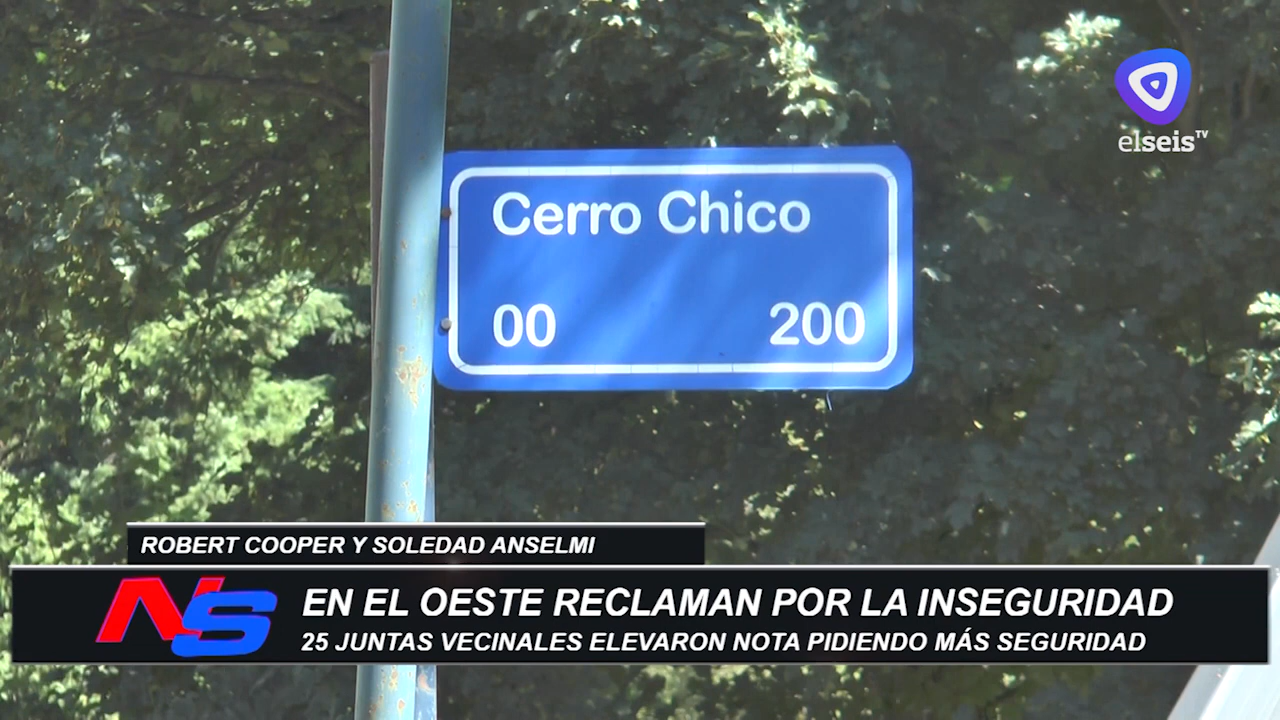 elseis TV
Cerro Chico
00 200
ROBERT COOPER Y SOLEDAD ANSELMI
NS
EN EL OESTE RECLAMAN POR LA INSEGURIDAD
25 JUNTAS VECINALES ELEVARON NOTA PIDIENDO MÁS SEGURIDAD